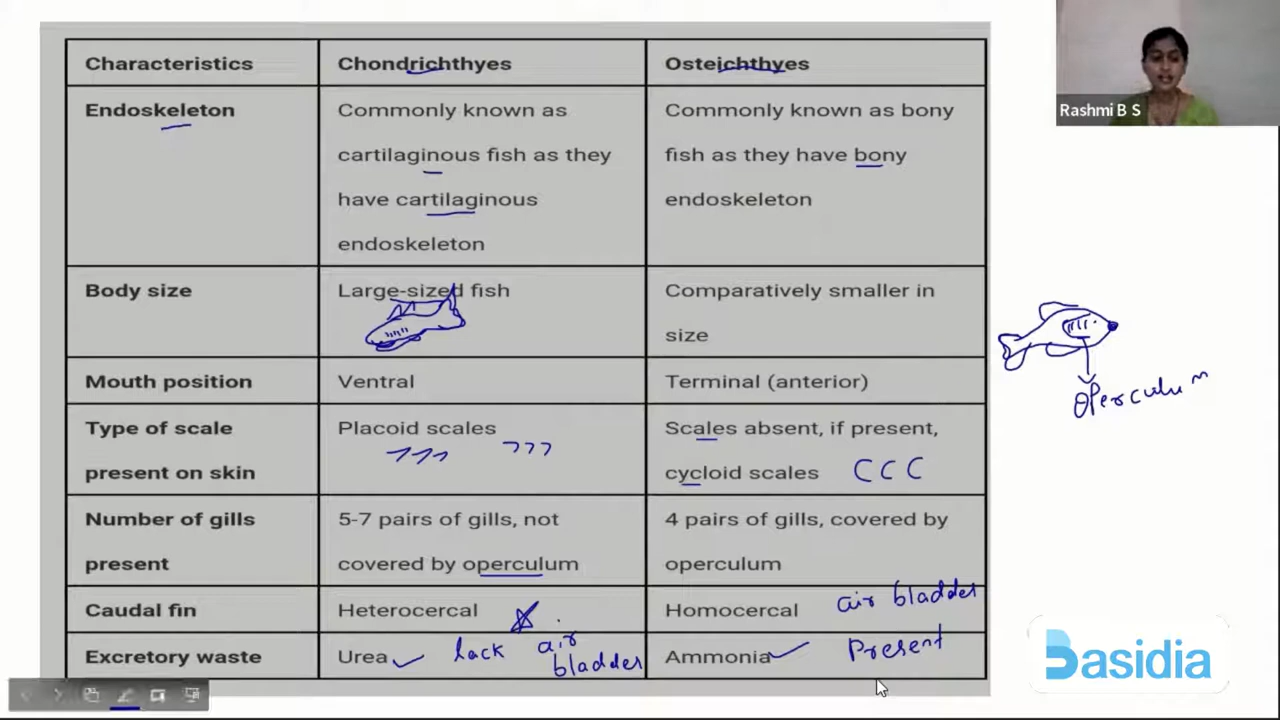 Rashmi B S
Characteristics
Chondrichthyes
Osteichthyes
Endoskeleton
Commonly known as
cartilaginous fish as they
have cartilaginous
endoskeleton
Commonly known as bony
fish as they have bony
endoskeleton
Body size
Large-sized fish
Comparatively smaller in
size
Mouth position
Ventral
Terminal (anterior)
Operculum
Type of scale
present on skin
Placoid scales
Scales absent, if present,
cycloid scales
Number of gills
present
5-7 pairs of gills, not
covered by operculum
4 pairs of gills, covered by
operculum
Caudal fin
Heterocercal
Homocercal
air bladder
Present
Excretory waste
Urea
lack air
bladder
Ammonia
Basidia